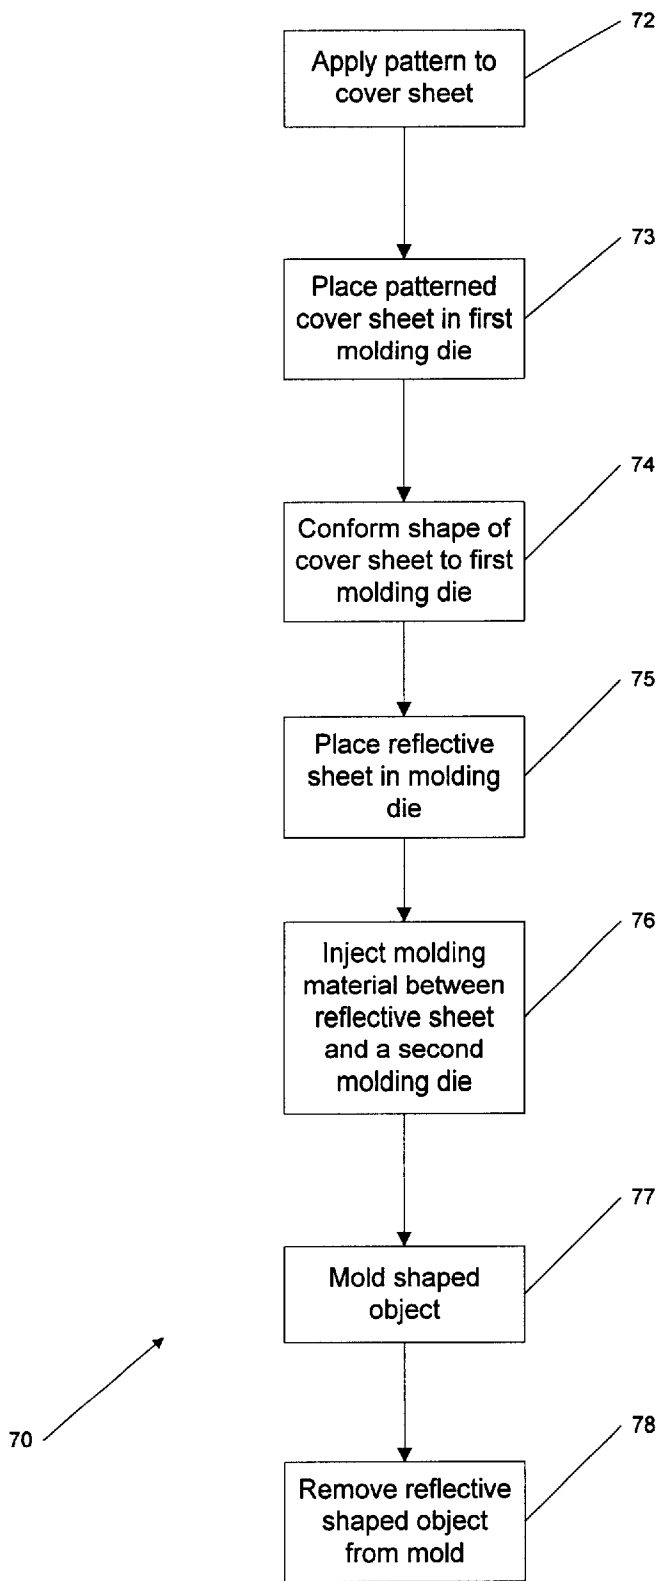 72
Apply pattern to
cover sheet
73
Place patterned
cover sheet in first
molding die
74
Conform shape of
cover sheet to first
molding die
75
Place reflective
sheet in molding
die
76
Inject molding
material between
reflective sheet
and a second
molding die
77
Mold shaped
object
70
78
Remove reflective
shaped object
from mold